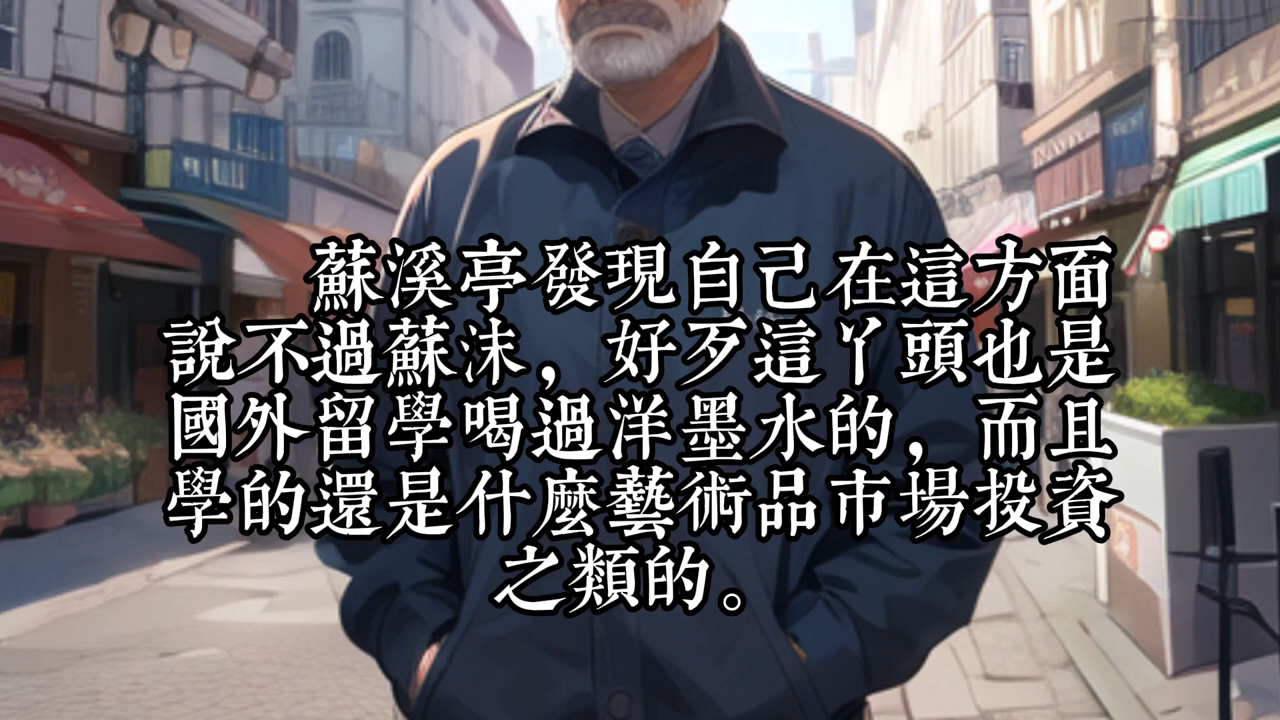 蘇溪亭發現自己在這方面
說不過蘇沫，好歹這丫頭也是
國外留學喝過洋墨水的，而且
學的還是什麼藝術品市場投資
之類的。